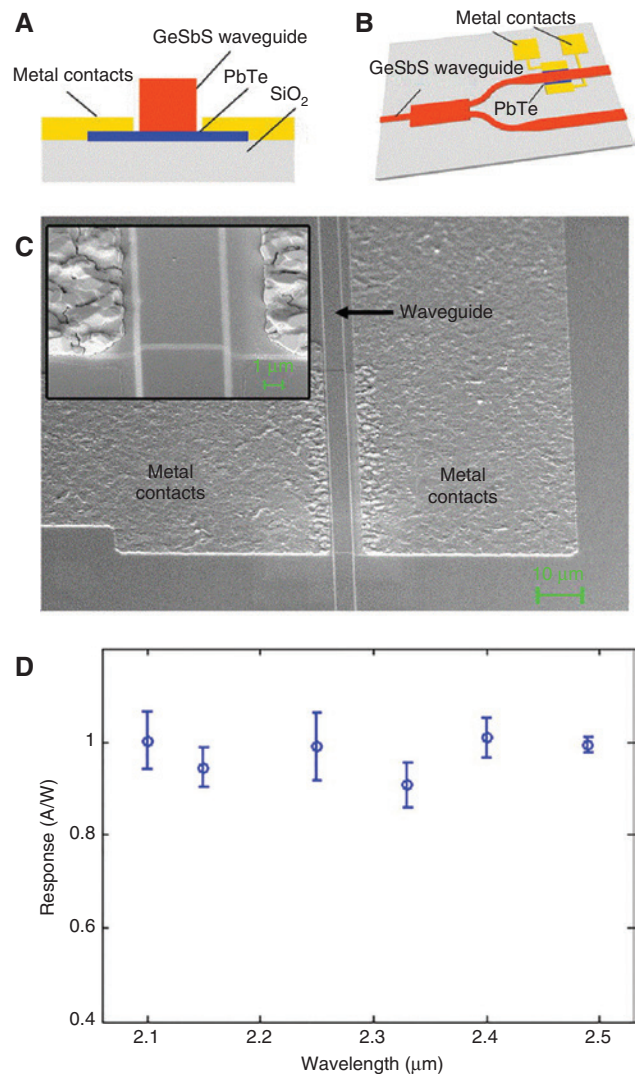 A
GeSbS waveguide
Metal contacts
PbTe
SiO2
B
Metal contacts
GeSbS waveguide
PbTe
C
Waveguide
1 μm
Metal
contacts
Metal
contacts
10 μm
D
Response (A/W)
1
0.8
0.6
0.4
2.1
2.2
2.3
2.4
2.5
Wavelength (μm)